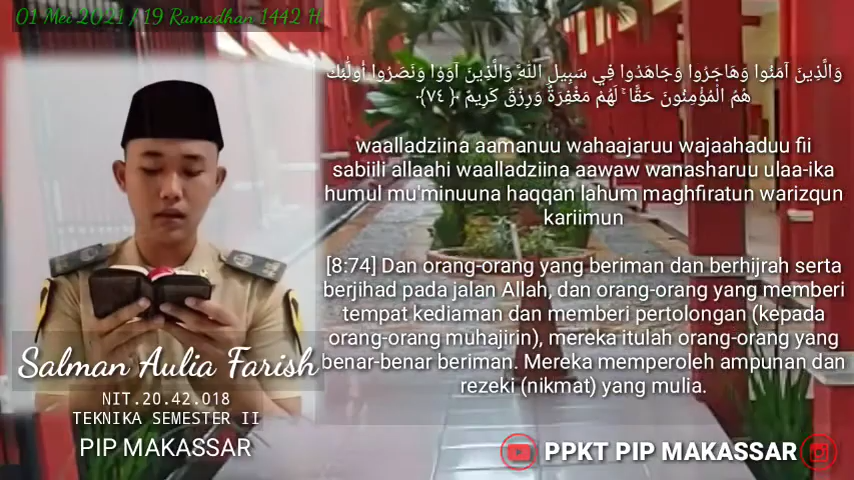 01 Mei 2021 / 19 Ramadhan 1442 H
وَالَّذِينَ آمَنُوا وَهَاجَرُوا وَجَاهَدُوا فِي سَبِيلِ اللَّهِ وَالَّذِينَ آوَوْا وَنَصَرُوا أُولَٰئِكَ
هُمُ الْمُؤْمِنُونَ حَقًّا ۚ لَهُمْ مَغْفِرَةٌ وَرِزْقٌ كَرِيمٌ ﴿٧٤﴾
waalladziina aamanuu wahaajaruu wajaahaduu fii
sabiili allaahi waalladziina aawaw wanasharuu ulaa-ika
humul mu'minuuna haqqan lahum maghfiratun warizqun
kariimun
[8:74] Dan orang-orang yang beriman dan berhijrah serta
berjihad pada jalan Allah, dan orang-orang yang memberi
tempat kediaman dan memberi pertolongan (kepada
orang-orang muhajirin), mereka itulah orang-orang yang
benar-benar beriman. Mereka memperoleh ampunan dan
rezeki (nikmat) yang mulia.
Salman Aulia Farish
NIT.20.42.018
TEKNIKA SEMESTER II
PIP MAKASSAR
PPKT PIP MAKASSAR